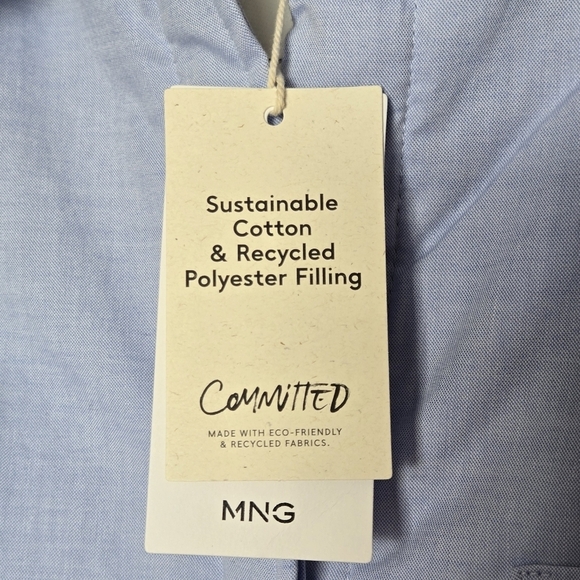 Sustainable
Cotton
& Recycled
Polyester Filling
COMMITTED
MADE WITH ECO-FRIENDLY
& RECYCLED FABRICS.
MNG